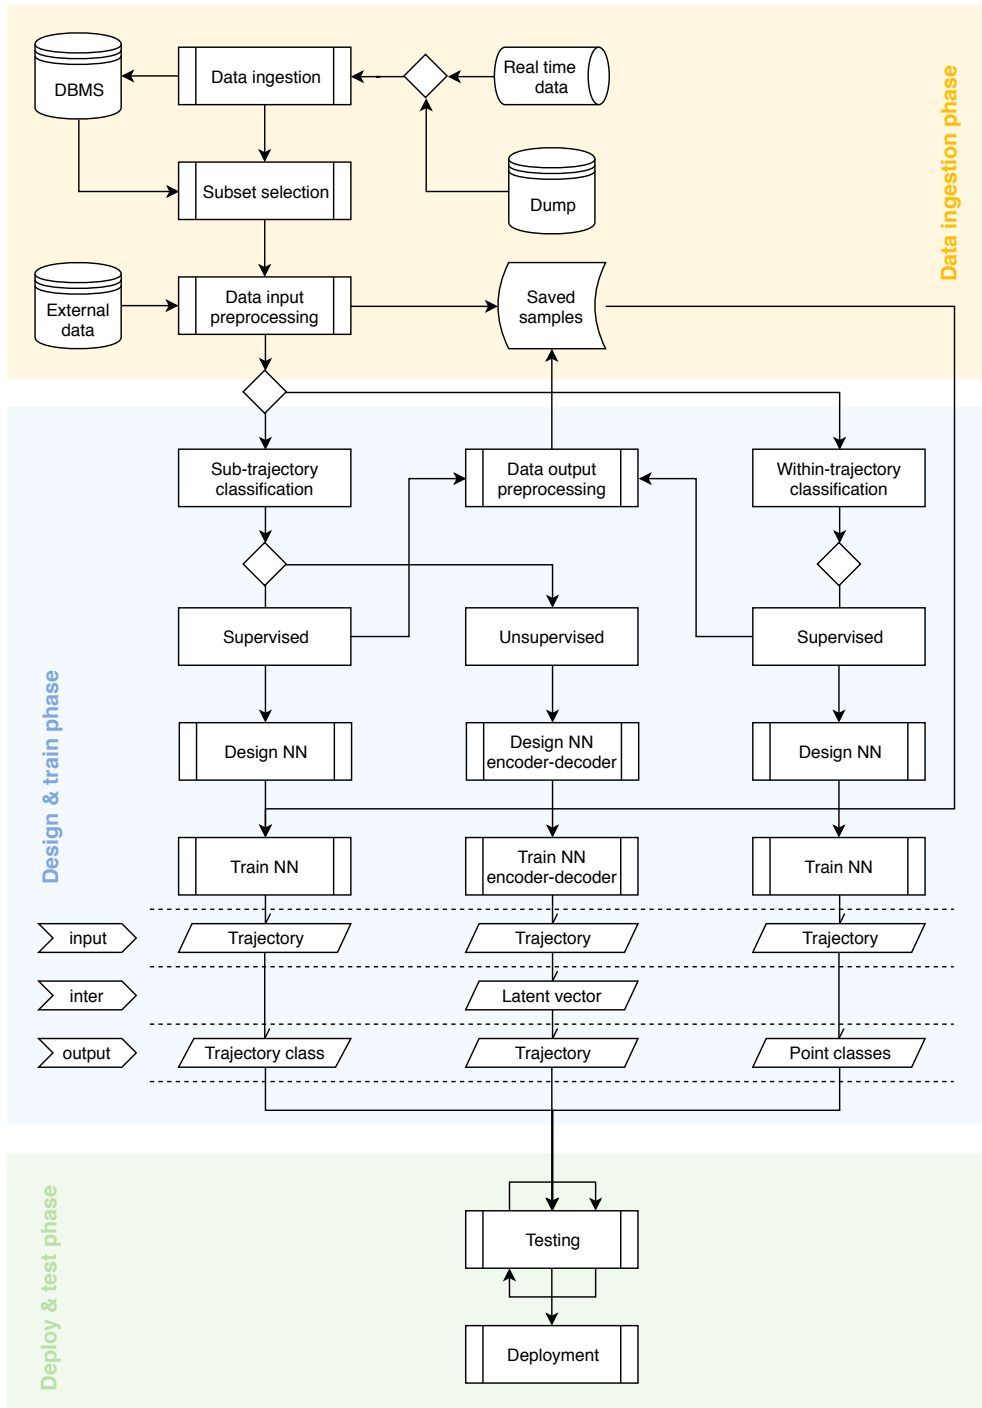 DBMS
Data ingestion
Real time
data
Data ingestion phase
Subset selection
Dump
External
data
Data input
preprocessing
Saved
samples
Sub-trajectory
classification
Data output
preprocessing
Within-trajectory
classification
Supervised
Unsupervised
Supervised
Design & train phase
Design NN
Design NN
encoder-decoder
Design NN
Train NN
Train NN
encoder-decoder
Train NN
input
Trajectory
Trajectory
Trajectory
inter
Latent vector
output
Trajectory class
Trajectory
Point classes
Deploy & test phase
Testing
Deployment